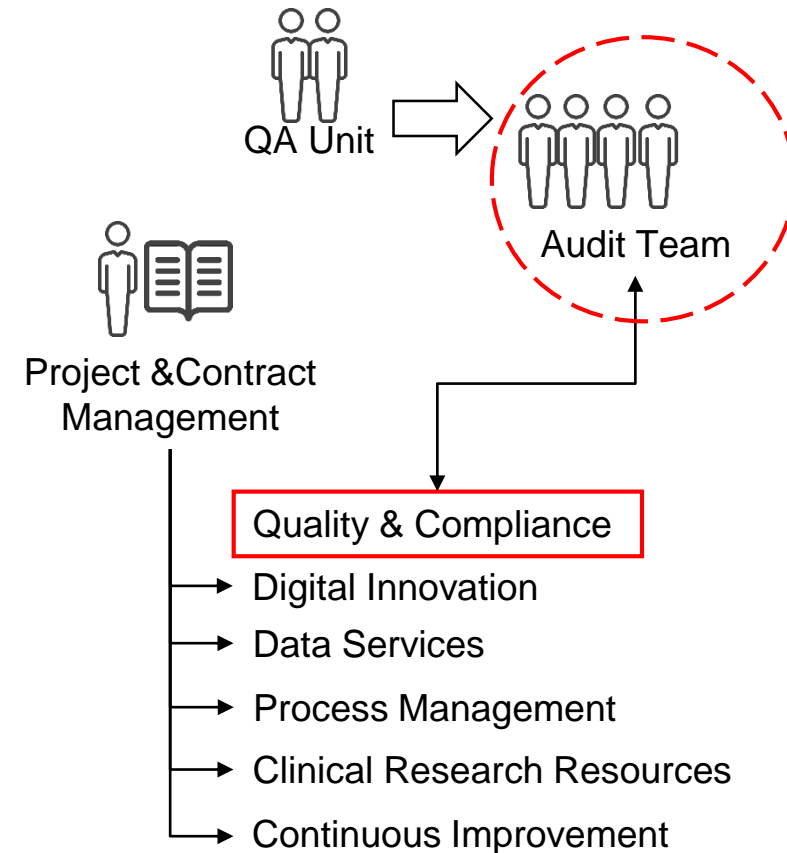 QA Unit
Audit Team
Project &Contract
Management
Quality & Compliance
Digital Innovation
Data Services
Process Management
Clinical Research Resources
Continuous Improvement